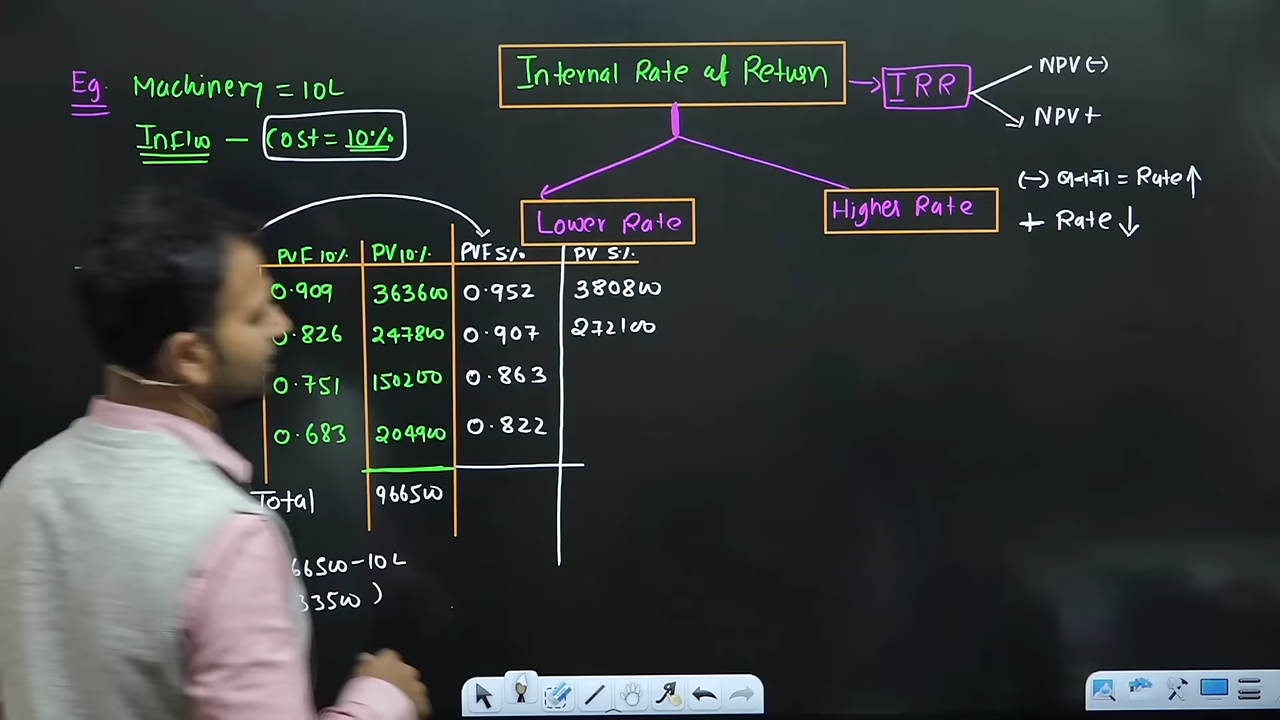 Internal Rate of Return → IRR
NPV (-)
NPV +
Eg. Machinery = 10L
Inflow - Cost = 10%
(-) = Rate ↑
+ Rate ↓
Lower Rate
Higher Rate
PVF 10% PV 10% PVF 5% PV 5%
0.909 363600 0.952 380800
0.826 247800 0.907 272100
0.751 150200 0.863
0.683 204900 0.822
Total 966500
66500-10L
33500)